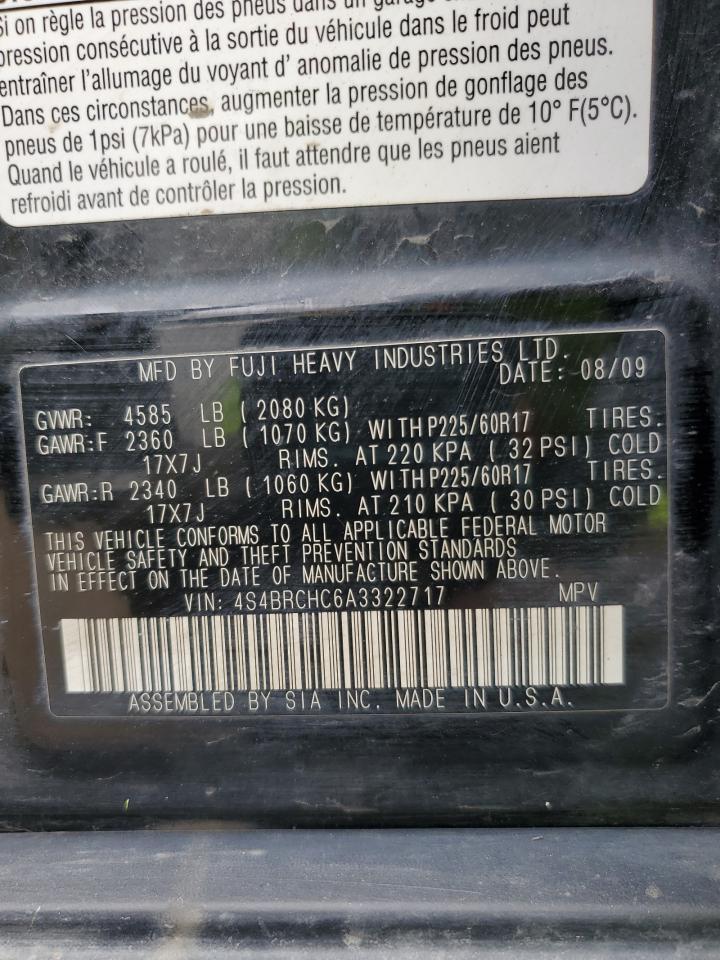 Si on règle la pression des pneus dans un garage
pression consécutive à la sortie du véhicule dans le froid peut
entraîner l'allumage du voyant d' anomalie de pression des pneus.
Dans ces circonstances, augmenter la pression de gonflage des
pneus de 1psi (7kPa) pour une baisse de température de 10° F(5°C).
Quand le véhicule a roulé, il faut attendre que les pneus aient
refroidi avant de contrôler la pression.
MFD BY FUJI HEAVY INDUSTRIES LTD.
DATE: 08/09
GVWR: 4585 LB ( 2080 KG)
GAWR:F 2360 LB ( 1070 KG) WITH P225/60R17 TIRES.
17X7J RIMS. AT 220 KPA ( 32 PSI) COLD
GAWR:R 2340 LB ( 1060 KG) WITH P225/60R17 TIRES.
17X7J RIMS. AT 210 KPA ( 30 PSI) COLD
THIS VEHICLE CONFORMS TO ALL APPLICABLE FEDERAL MOTOR
VEHICLE SAFETY AND THEFT PREVENTION STANDARDS
IN EFFECT ON THE DATE OF MANUFACTURE SHOWN ABOVE.
VIN: 4S4BRCHC6A3322717 MPV
ASSEMBLED BY SIA INC. MADE IN U.S.A.